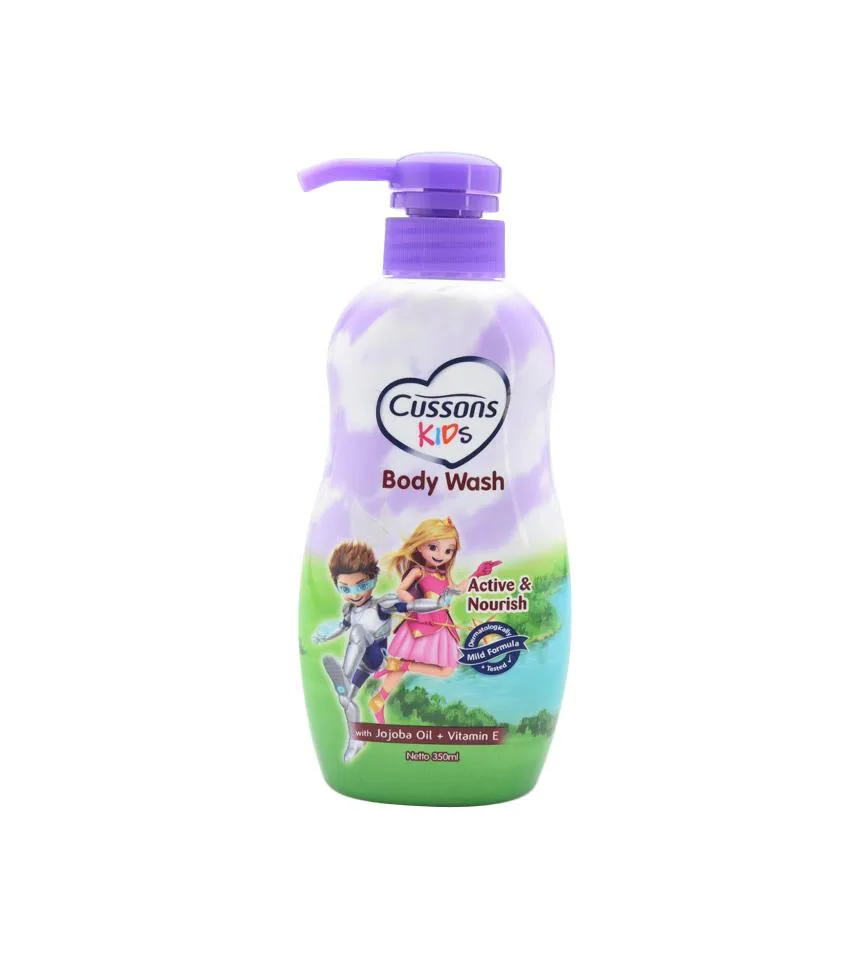 Cussons
KIDS
Body Wash
Active &
Nourish
Dermatologically
Mild Formula
• Tested ✓
with Jojoba Oil + Vitamin E
Netto 350ml